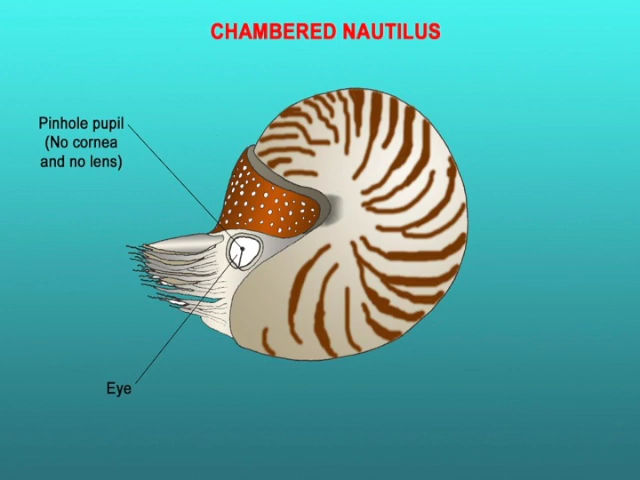 CHAMBERED NAUTILUS
Pinhole pupil
(No cornea
and no lens)
Eye